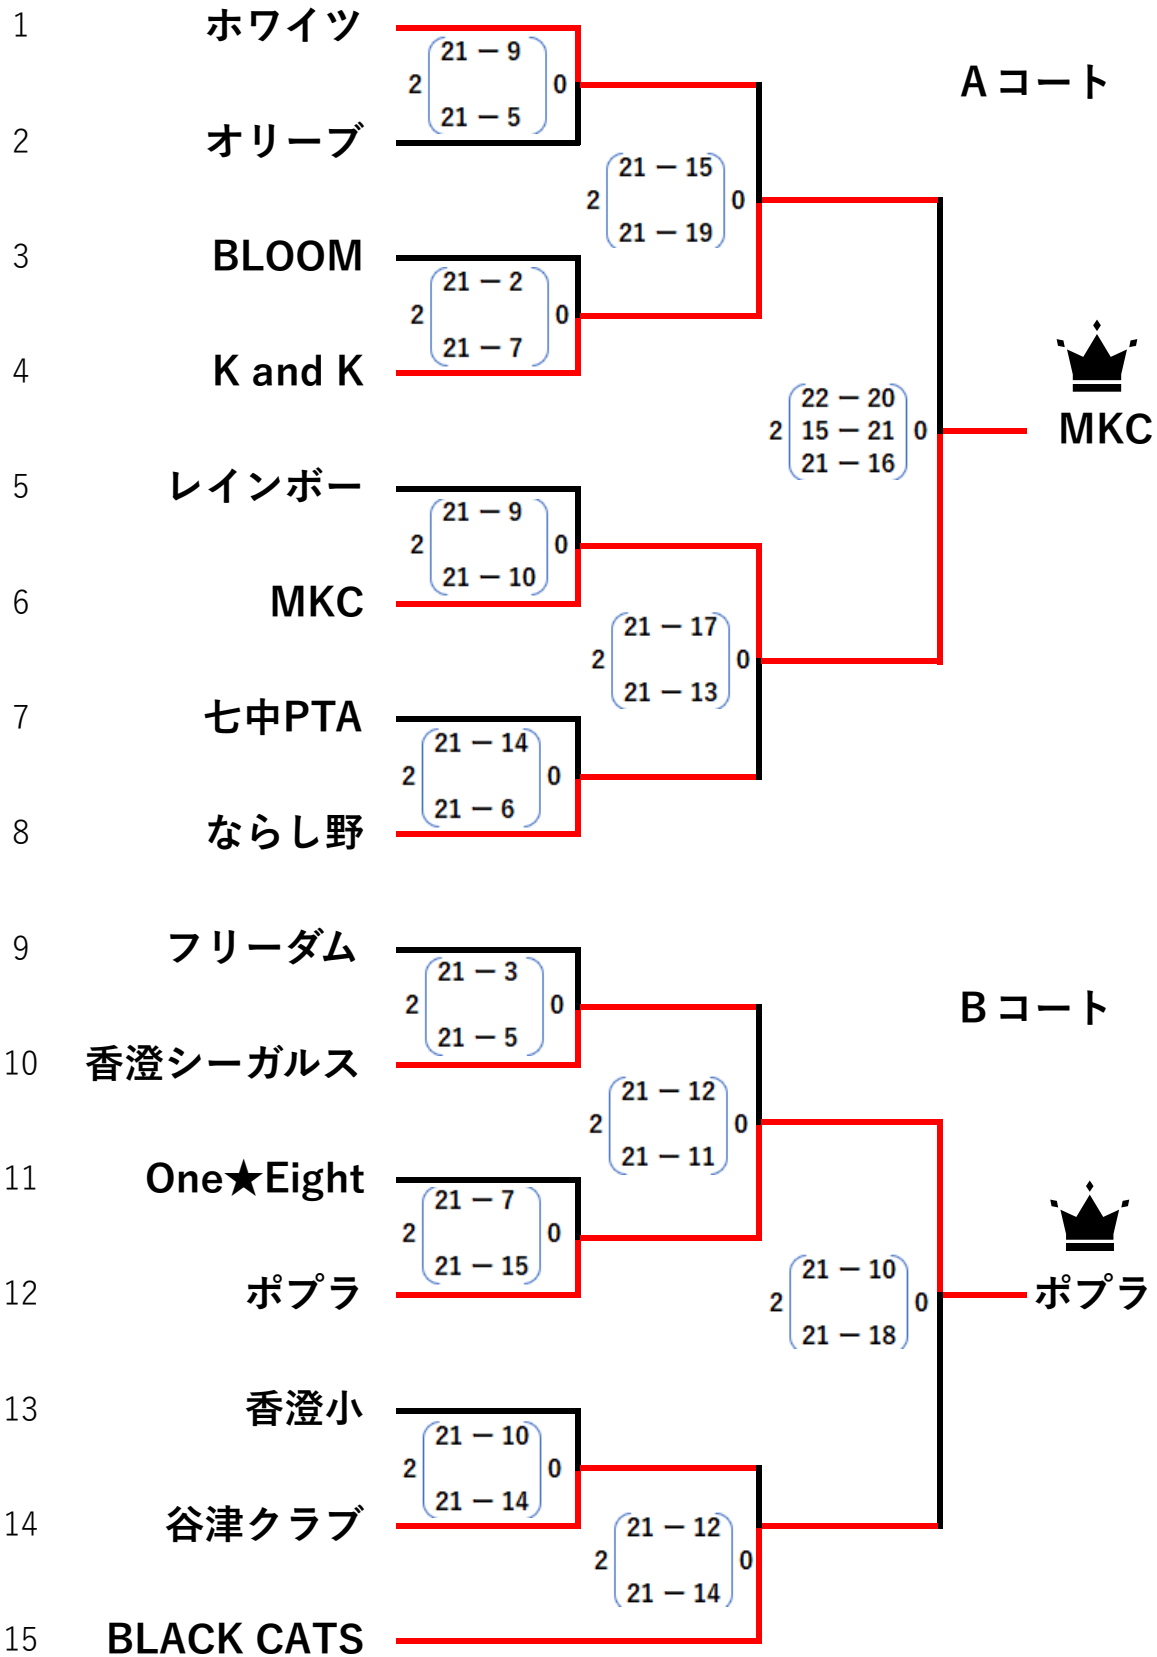 1 ホワイツ
21 − 9
2 0
21 − 5
Aコート
2 オリーブ
21 − 15
2 0
21 − 19
3 BLOOM
21 − 2
2 0
21 − 7
4 K and K
22 − 20
2 15 − 21 0
21 − 16
MKC
5 レインボー
21 − 9
2 0
21 − 10
6 MKC
21 − 17
2 0
21 − 13
7 七中PTA
21 − 14
2 0
21 − 6
8 ならし野
9 フリーダム
21 − 3
2 0
21 − 5
Bコート
10 香澄シーガルス
21 − 12
2 0
21 − 11
11 One★Eight
21 − 7
2 0
21 − 15
12 ポプラ
21 − 10
2 0
21 − 18
ポプラ
13 香澄小
21 − 10
2 0
21 − 14
14 谷津クラブ
21 − 12
2 0
21 − 14
15 BLACK CATS